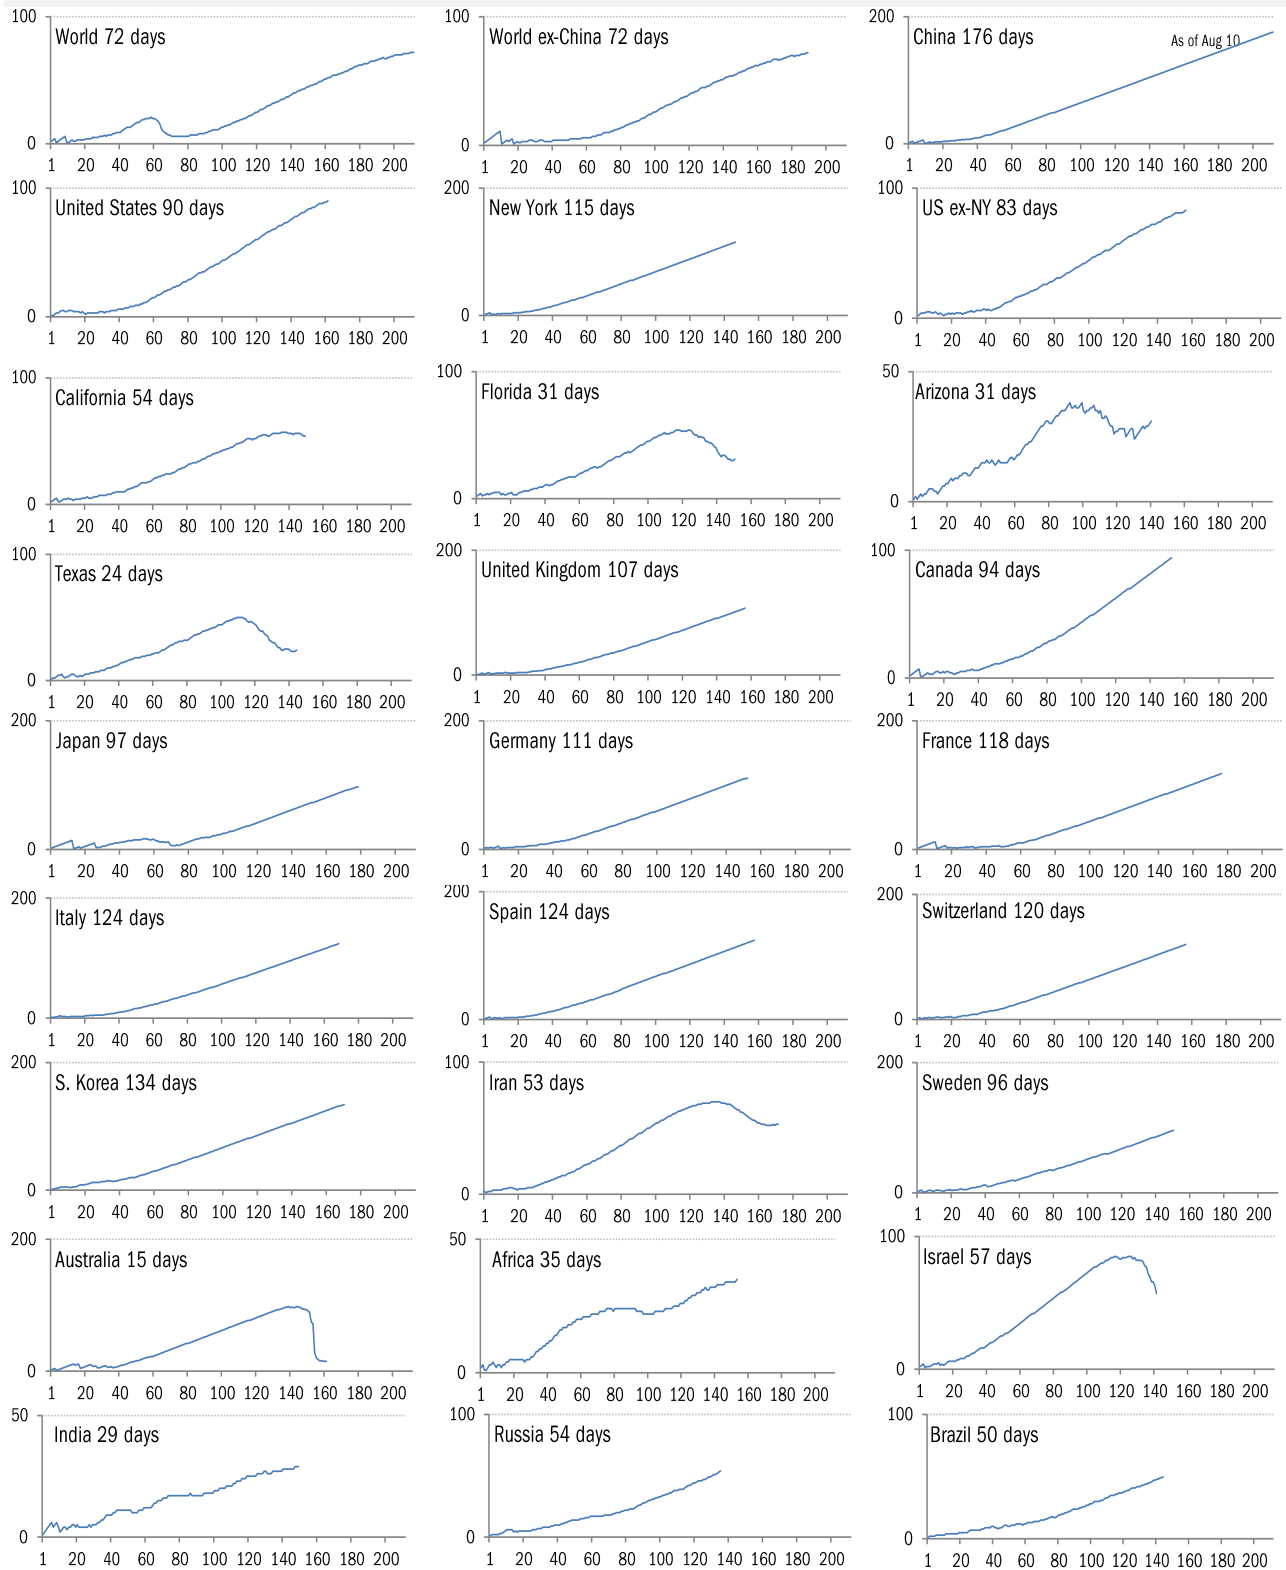 World 72 days
100
0
1 20 40 60 80 100 120 140 160 180 200
World ex-China 72 days
100
0
1 20 40 60 80 100 120 140 160 180 200
China 176 days
As of Aug 10
200
0
1 20 40 60 80 100 120 140 160 180 200
United States 90 days
100
0
1 20 40 60 80 100 120 140 160 180 200
New York 115 days
200
0
1 20 40 60 80 100 120 140 160 180 200
US ex-NY 83 days
100
0
1 20 40 60 80 100 120 140 160 180 200
California 54 days
100
0
1 20 40 60 80 100 120 140 160 180 200
Florida 31 days
100
0
1 20 40 60 80 100 120 140 160 180 200
Arizona 31 days
50
0
1 20 40 60 80 100 120 140 160 180 200
Texas 24 days
100
0
1 20 40 60 80 100 120 140 160 180 200
United Kingdom 107 days
200
0
1 20 40 60 80 100 120 140 160 180 200
Canada 94 days
100
0
1 20 40 60 80 100 120 140 160 180 200
Japan 97 days
200
0
1 20 40 60 80 100 120 140 160 180 200
Germany 111 days
200
0
1 20 40 60 80 100 120 140 160 180 200
France 118 days
200
0
1 20 40 60 80 100 120 140 160 180 200
Italy 124 days
200
0
1 20 40 60 80 100 120 140 160 180 200
Spain 124 days
200
0
1 20 40 60 80 100 120 140 160 180 200
Switzerland 120 days
200
0
1 20 40 60 80 100 120 140 160 180 200
S. Korea 134 days
200
0
1 20 40 60 80 100 120 140 160 180 200
Iran 53 days
100
0
1 20 40 60 80 100 120 140 160 180 200
Sweden 96 days
200
0
1 20 40 60 80 100 120 140 160 180 200
Australia 15 days
200
0
1 20 40 60 80 100 120 140 160 180 200
Africa 35 days
50
0
1 20 40 60 80 100 120 140 160 180 200
Israel 57 days
100
0
1 20 40 60 80 100 120 140 160 180 200
India 29 days
50
0
1 20 40 60 80 100 120 140 160 180 200
Russia 54 days
100
0
1 20 40 60 80 100 120 140 160 180 200
Brazil 50 days
100
0
1 20 40 60 80 100 120 140 160 180 200